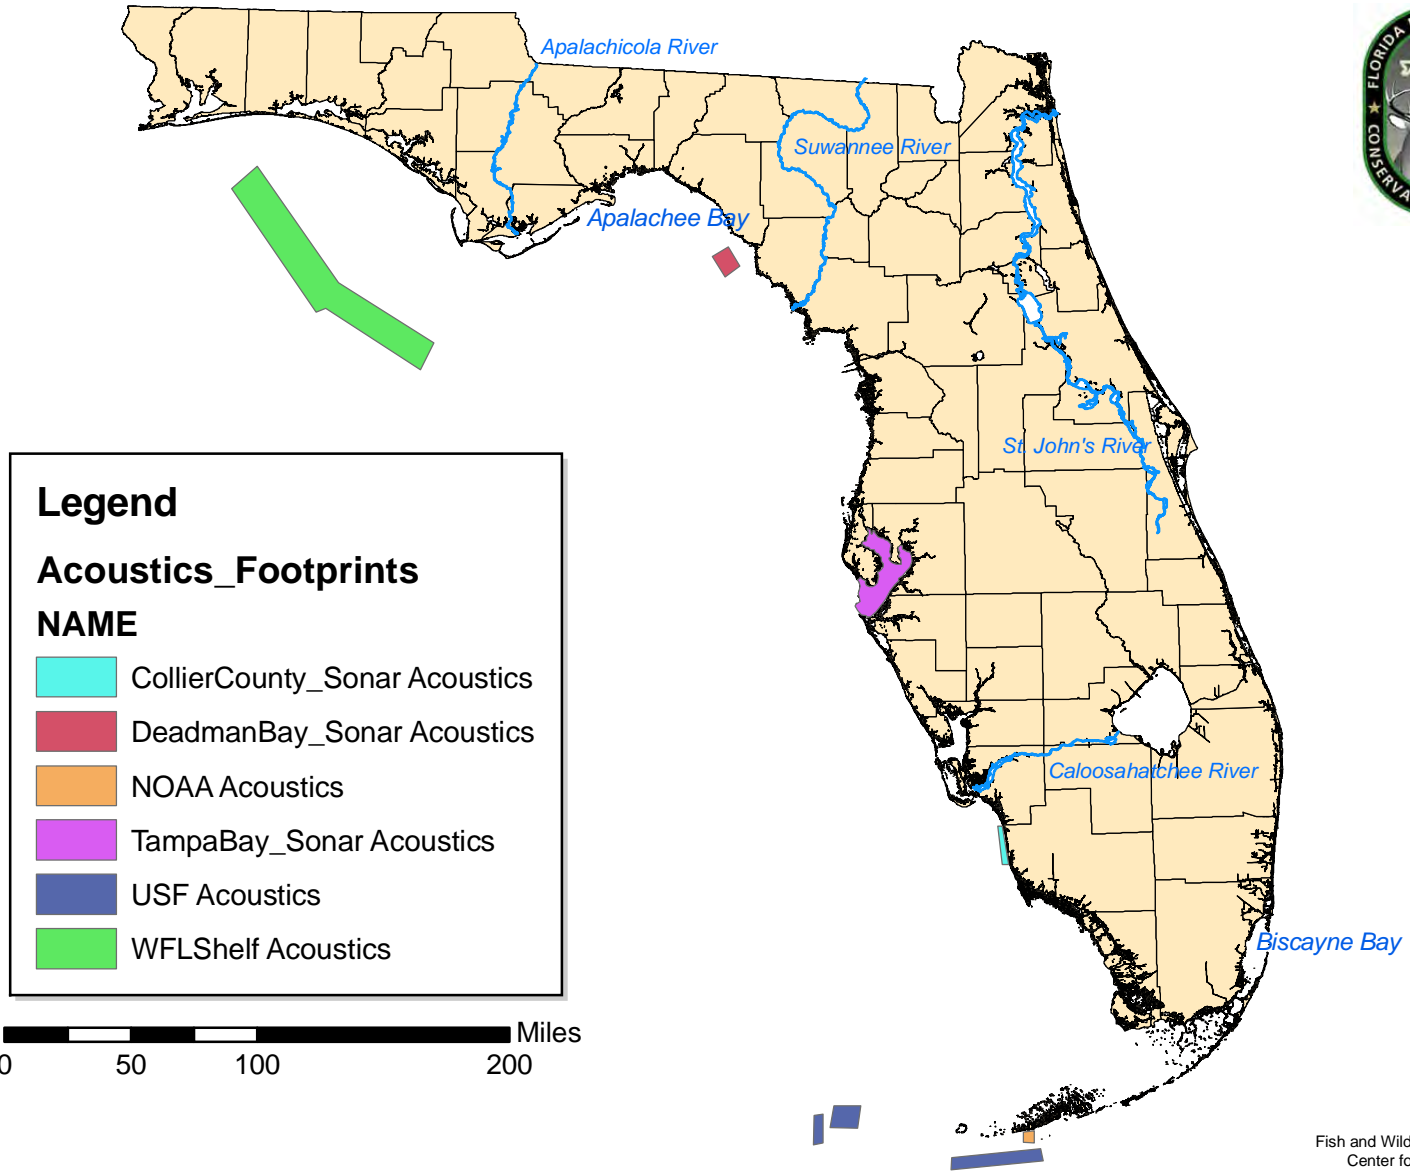 FLORIDA
CONSERVA
Apalachicola River
Suwannee River
Apalachee Bay
St. John's River
Caloosahatchee River
Biscayne Bay
Legend
Acoustics_Footprints
NAME
CollierCounty_Sonar Acoustics
DeadmanBay_Sonar Acoustics
NOAA Acoustics
TampaBay_Sonar Acoustics
USF Acoustics
WFLShelf Acoustics
Miles
0 50 100 200
Fish and Wild
Center fo